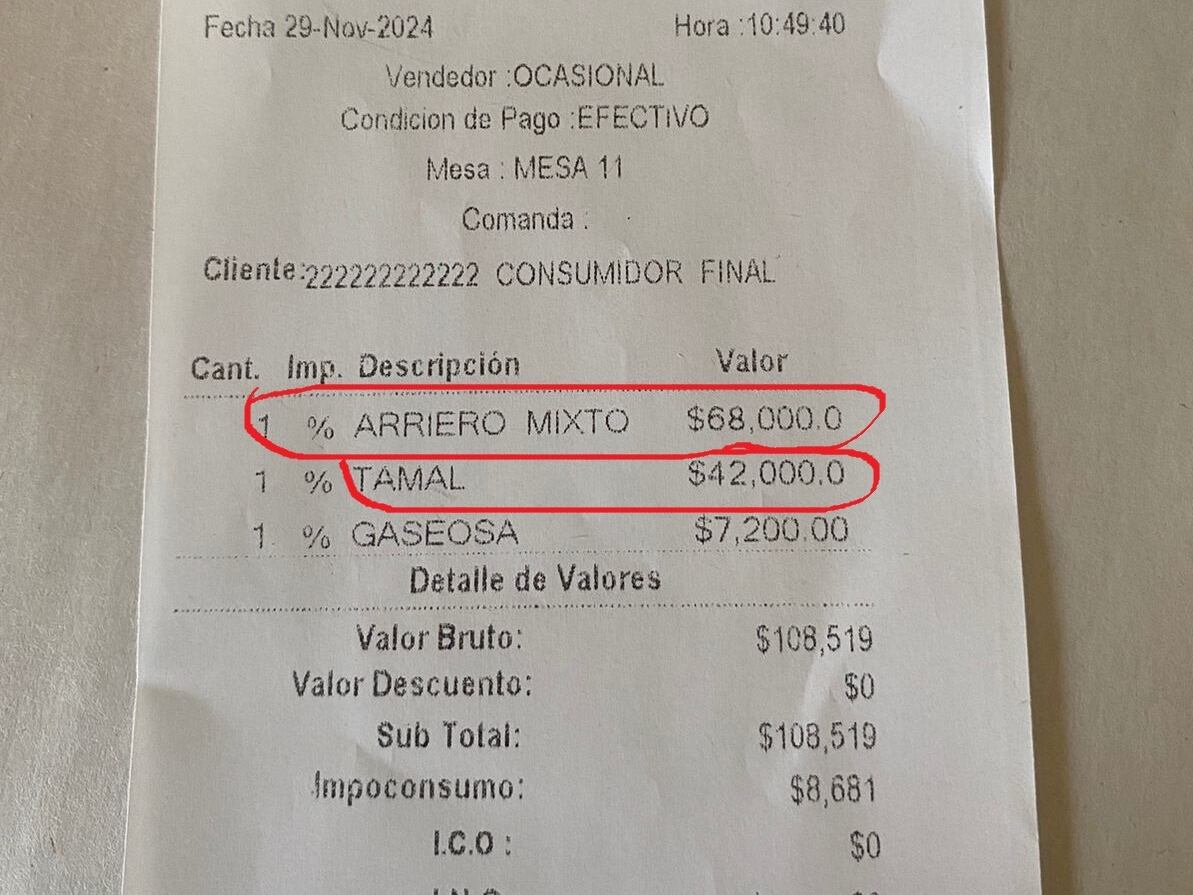 Fecha 29-Nov-2024 Hora :10:49:40
Vendedor :OCASIONAL
Condicion de Pago :EFECTIVO
Mesa : MESA 11
Comanda :
Cliente:222222222222 CONSUMIDOR FINAL
Cant. Imp. Descripción Valor
1 % ARRIERO MIXTO $68,000.0
1 % TAMAL $42,000.0
1 % GASEOSA $7,200.00
Detalle de Valores
Valor Bruto: $108,519
Valor Descuento: $0
Sub Total: $108,519
Impoconsumo: $8,681
I.C.O : $0